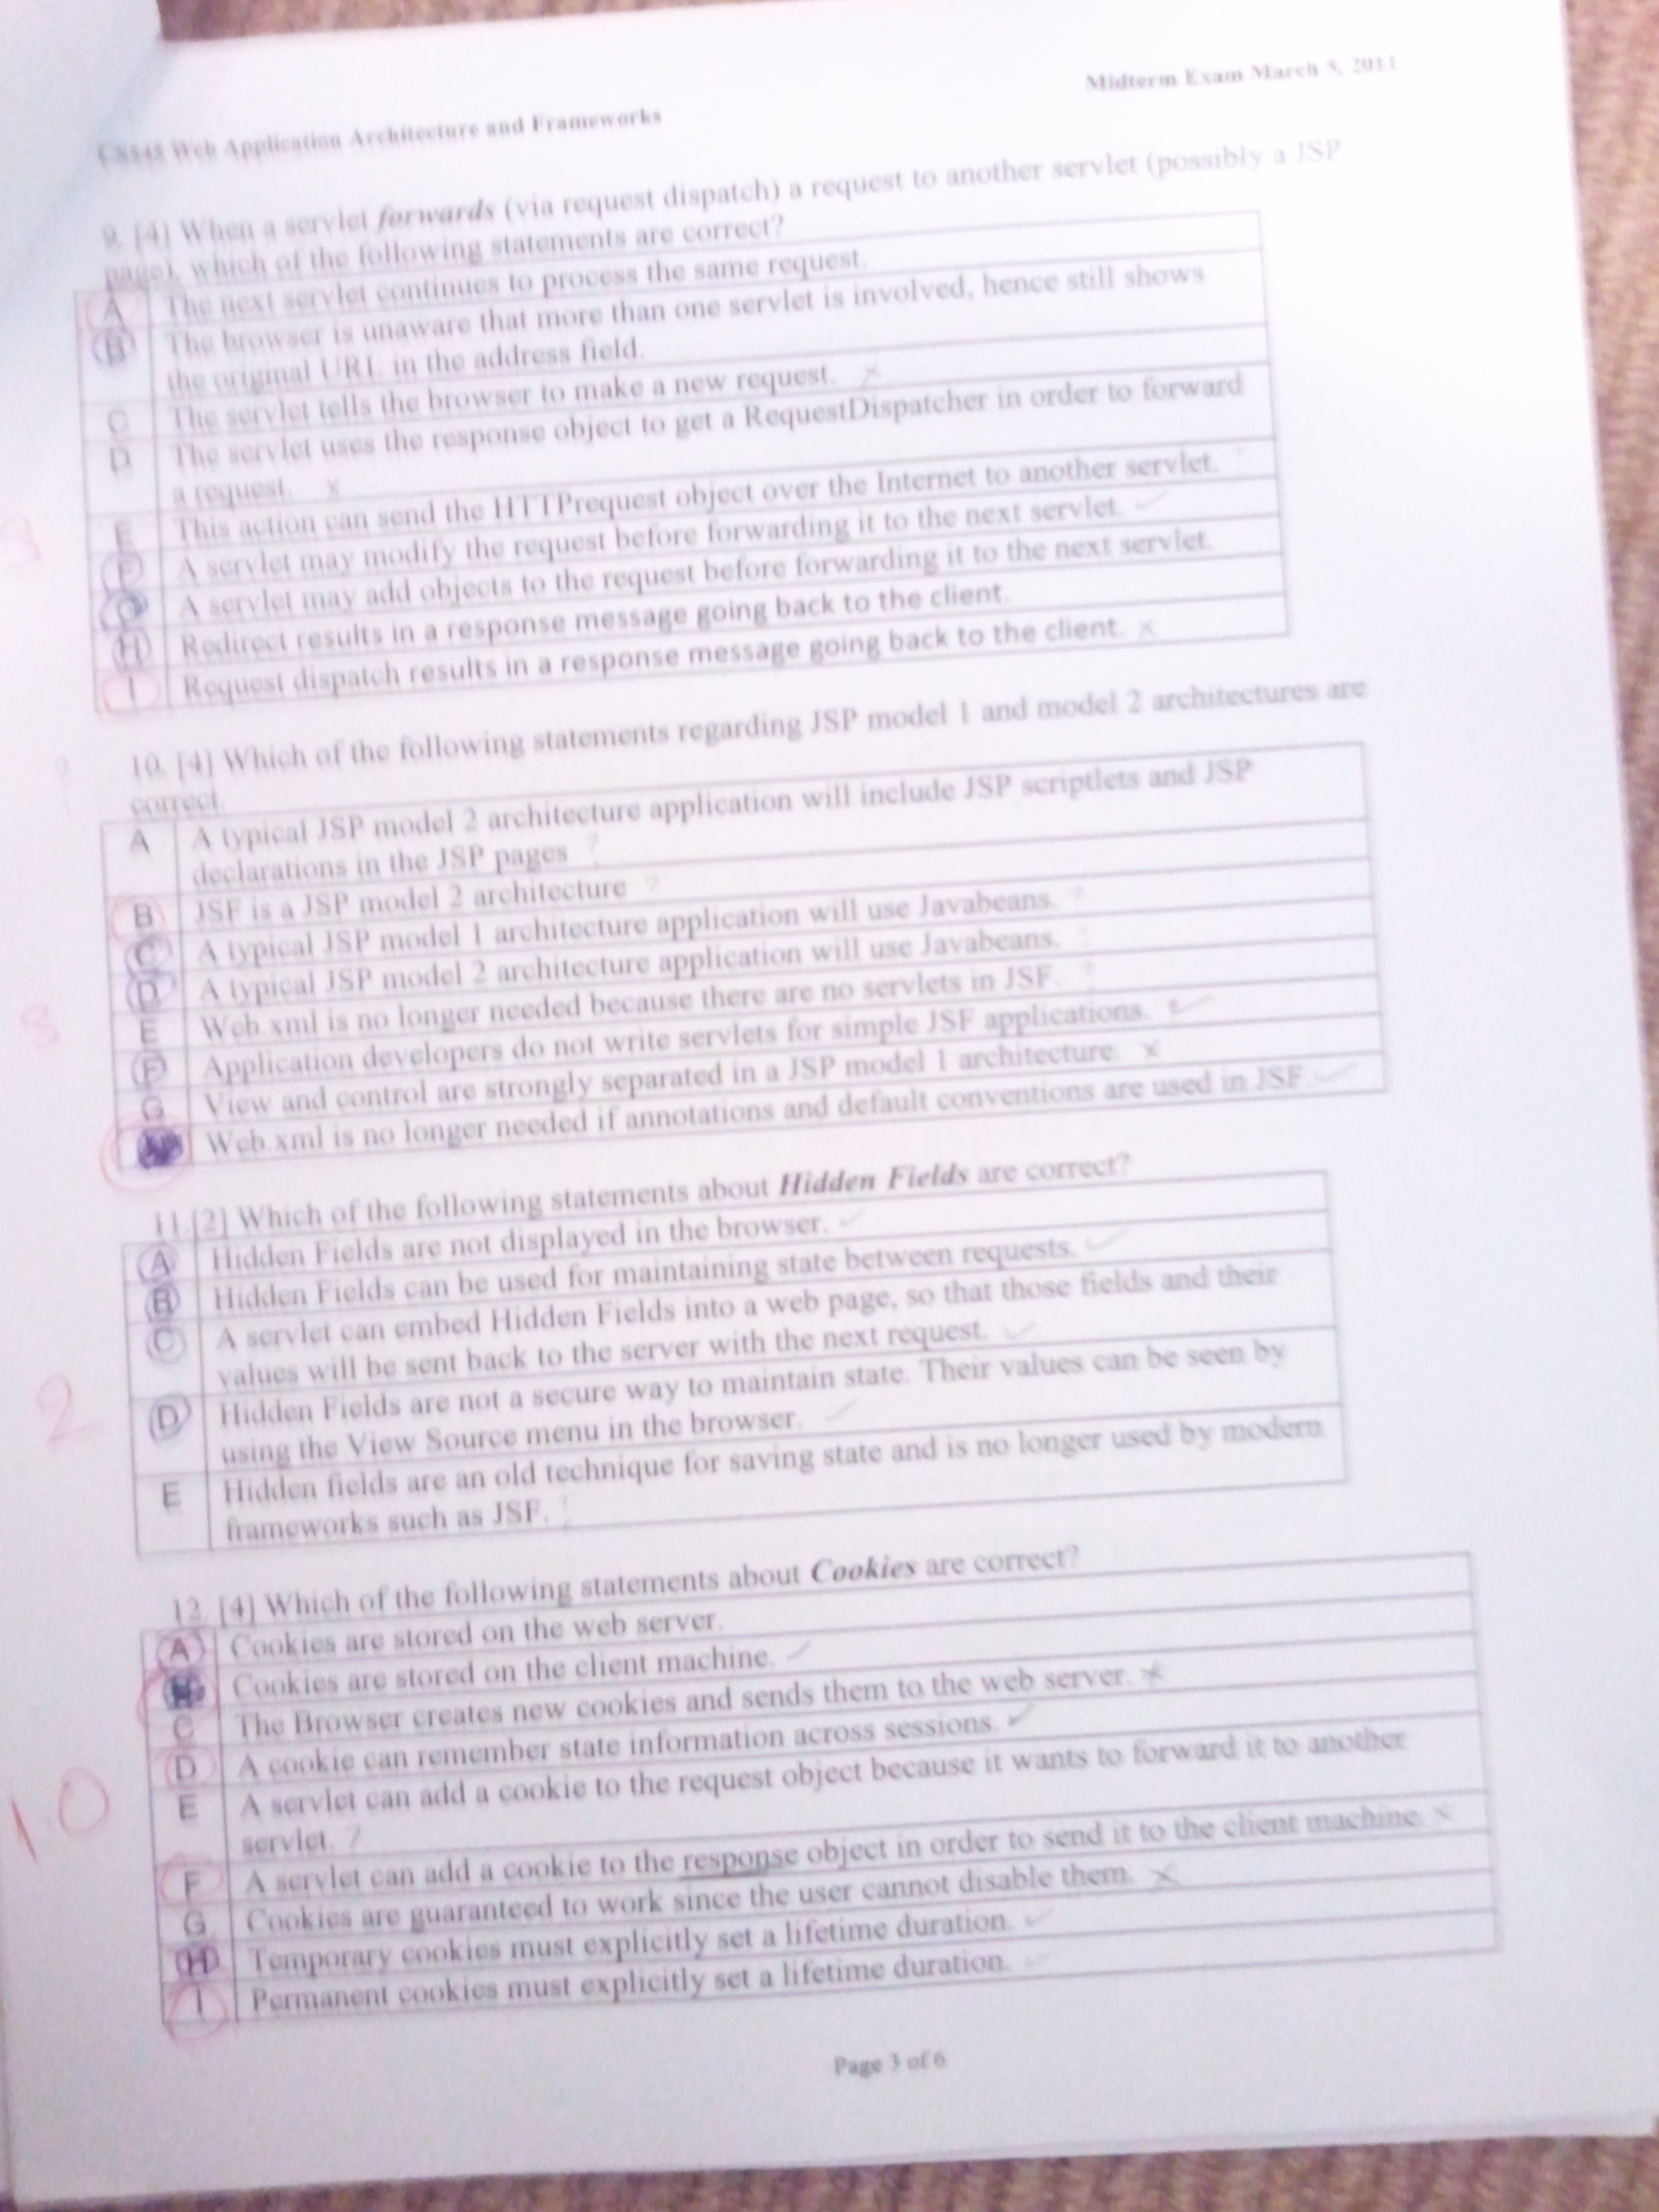 Midterm Exam March 5, 2011
CS545 Web Application Architecture and Frameworks
9. [4] When a servlet forwards (via request dispatch) a request to another servlet (possibly a JSP
page), which of the following statements are correct?
A The next servlet continues to process the same request.
B The browser is unaware that more than one servlet is involved, hence still shows
the original URL in the address field.
C The servlet tells the browser to make a new request. x
D The servlet uses the response object to get a RequestDispatcher in order to forward
a request. x
E This action can send the HTTPrequest object over the Internet to another servlet.
3
F A servlet may modify the request before forwarding it to the next servlet.
G A servlet may add objects to the request before forwarding it to the next servlet.
H Redirect results in a response message going back to the client.
I Request dispatch results in a response message going back to the client. x
10. [4] Which of the following statements regarding JSP model 1 and model 2 architectures are
correct.
A A typical JSP model 2 architecture application will include JSP scriptlets and JSP
declarations in the JSP pages ?
B JSF is a JSP model 2 architecture ?
C A typical JSP model 1 architecture application will use Javabeans.
D A typical JSP model 2 architecture application will use Javabeans.
E Web.xml is no longer needed because there are no servlets in JSF.
3
F Application developers do not write servlets for simple JSF applications.
G View and control are strongly separated in a JSP model 1 architecture. x
Web.xml is no longer needed if annotations and default conventions are used in JSF.
11.[2] Which of the following statements about Hidden Fields are correct?
A Hidden Fields are not displayed in the browser.
B Hidden Fields can be used for maintaining state between requests.
C A servlet can embed Hidden Fields into a web page, so that those fields and their
values will be sent back to the server with the next request.
2
D Hidden Fields are not a secure way to maintain state. Their values can be seen by
using the View Source menu in the browser.
E Hidden fields are an old technique for saving state and is no longer used by modern
frameworks such as JSF.
12. [4] Which of the following statements about Cookies are correct?
A Cookies are stored on the web server.
Cookies are stored on the client machine.
C The Browser creates new cookies and sends them to the web server. x
D A cookie can remember state information across sessions.
1.0
E A servlet can add a cookie to the request object because it wants to forward it to another
servlet. ?
F A servlet can add a cookie to the response object in order to send it to the client machine. x
G Cookies are guaranteed to work since the user cannot disable them. x
H Temporary cookies must explicitly set a lifetime duration.
I Permanent cookies must explicitly set a lifetime duration.
Page 3 of 6